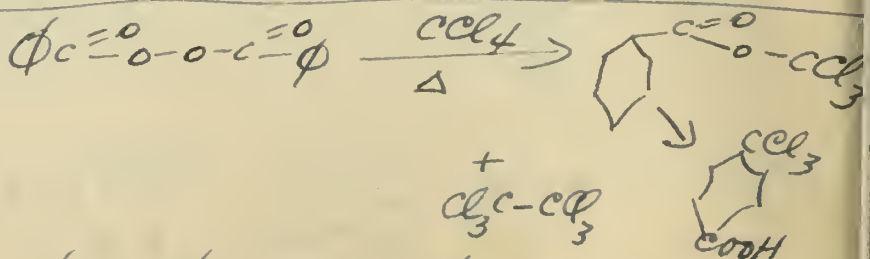 φC=O-O-O-C=O-φ CCl4 Δ → C=O O-CCl3
+
Cl3C-CCl3
CCl3
COOH